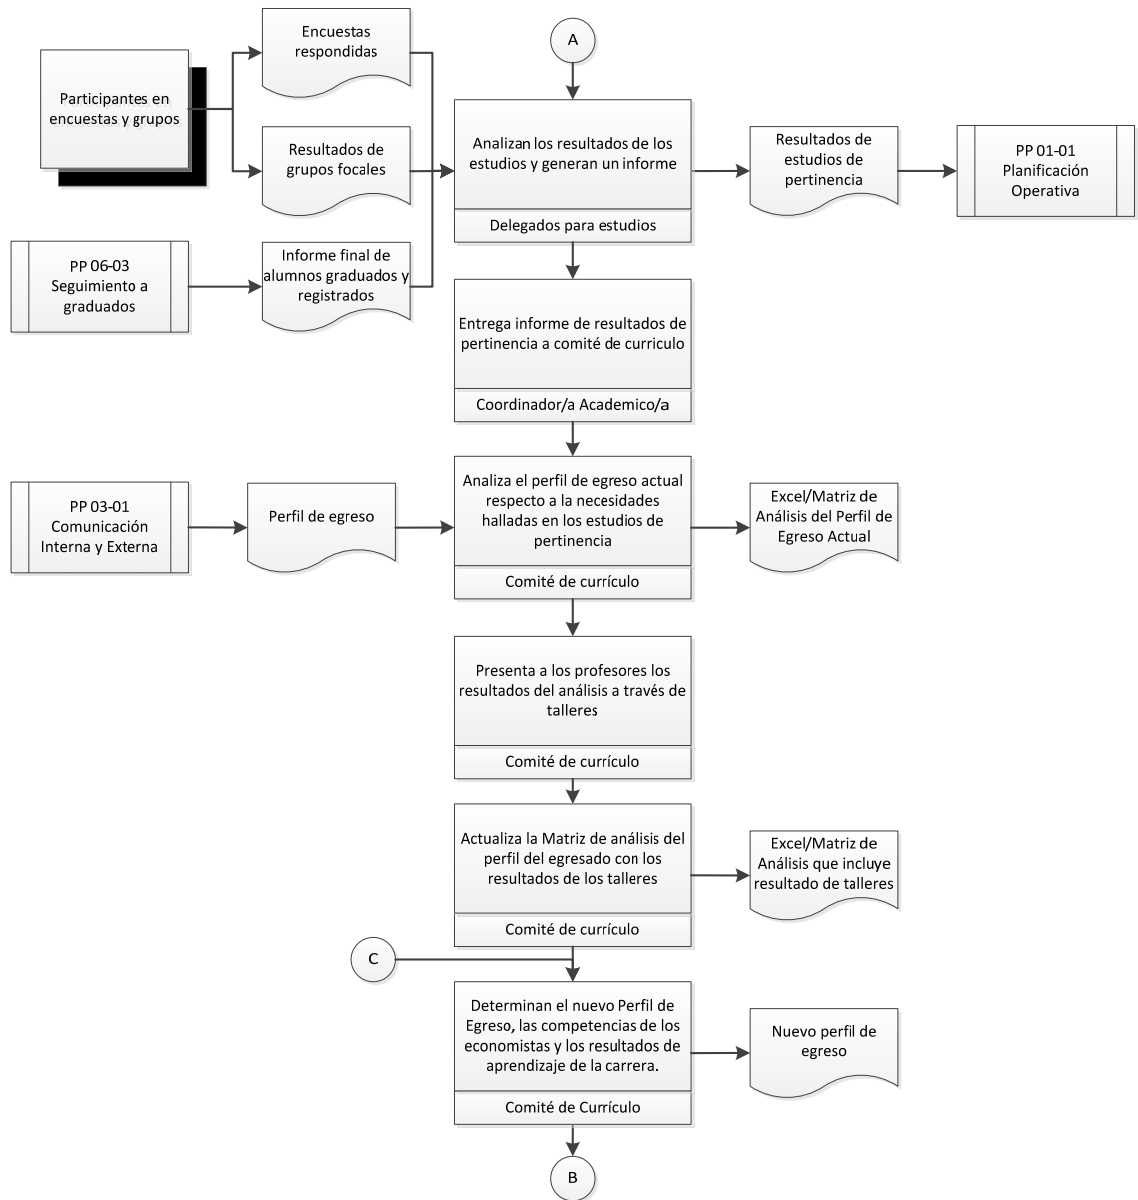 Encuestas
respondidas
A
Participantes en
encuestas y grupos
Resultados de
grupos focales
Analizan los resultados de los
estudios y generan un informe
Delegados para estudios
Resultados de
estudios de
pertinencia
PP 01-01
Planificación
Operativa
PP 06-03
Seguimiento a
graduados
Informe final de
alumnos graduados y
registrados
Entrega informe de resultados de
pertinencia a comité de curriculo
Coordinador/a Academico/a
PP 03-01
Comunicación
Interna y Externa
Perfil de egreso
Analiza el perfil de egreso actual
respecto a la necesidades
halladas en los estudios de
pertinencia
Comité de currículo
Excel/Matriz de
Análisis del Perfil de
Egreso Actual
Presenta a los profesores los
resultados del análisis a través de
talleres
Comité de currículo
Actualiza la Matriz de análisis del
perfil del egresado con los
resultados de los talleres
Comité de currículo
Excel/Matriz de
Análisis que incluye
resultado de talleres
C
Determinan el nuevo Perfil de
Egreso, las competencias de los
economistas y los resultados de
aprendizaje de la carrera.
Comité de Currículo
Nuevo perfil de
egreso
B